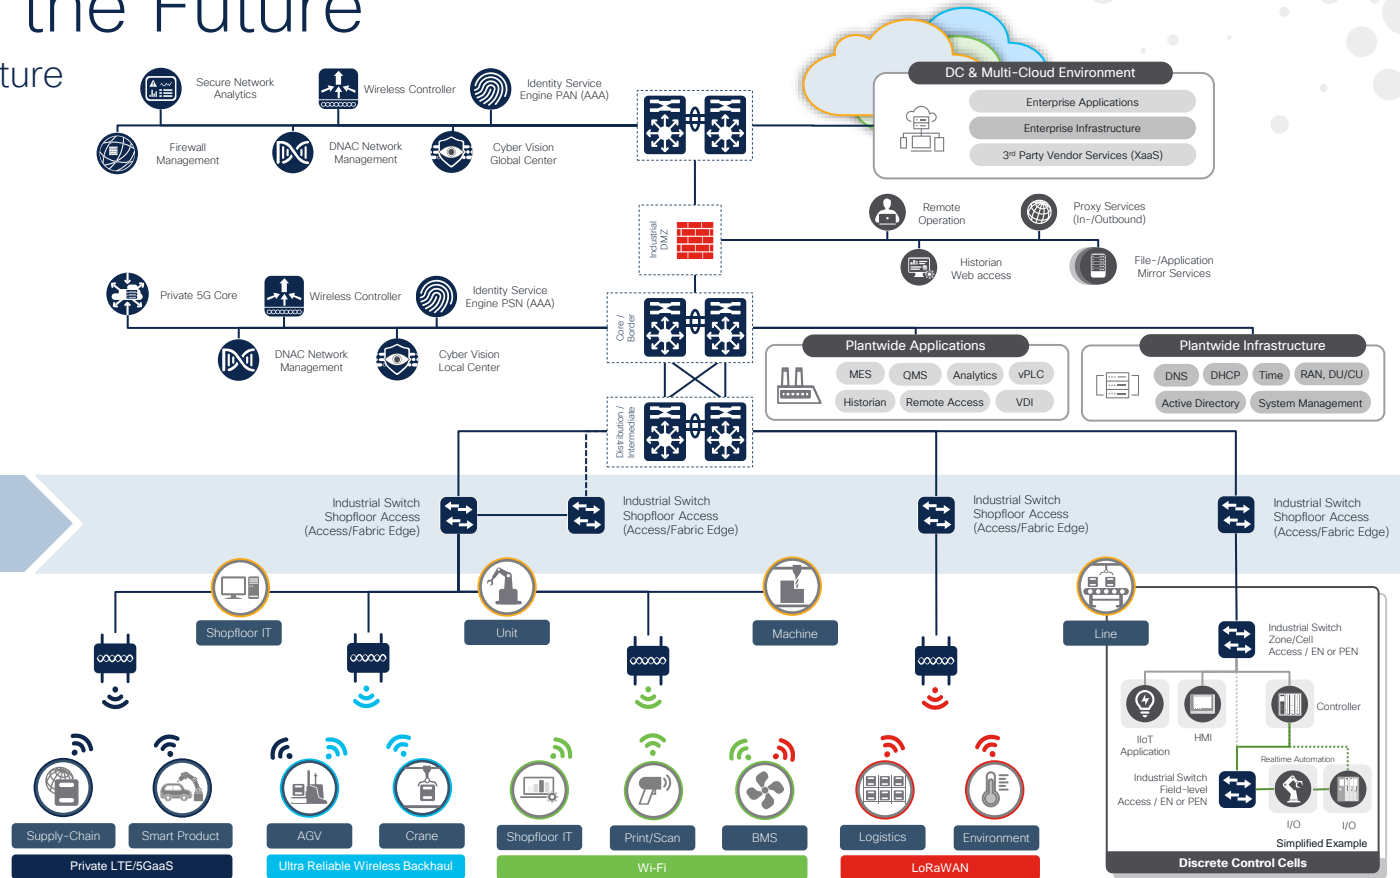 the Future
ture
Secure Network
Analytics
Wireless Controller
Identity Service
Engine PAN (AAA)
Firewall
Management
DNAC Network
Management
Cyber Vision
Global Center
DC & Multi-Cloud Environment
Enterprise Applications
Enterprise Infrastructure
3rd Party Vendor Services (XaaS)
Industrial
DMZ
Remote
Operation
Proxy Services
(In-/Outbound)
Historian
Web access
File-/Application
Mirror Services
Private 5G Core
Wireless Controller
Identity Service
Engine PSN (AAA)
DNAC Network
Management
Cyber Vision
Local Center
Core /
Border
Plantwide Applications
MES
QMS
Analytics
vPLC
Historian
Remote Access
VDI
Plantwide Infrastructure
DNS
DHCP
Time
RAN, DU/CU
Active Directory
System Management
Distribution /
Intermediate
Industrial Switch
Shopfloor Access
(Access/Fabric Edge)
Industrial Switch
Shopfloor Access
(Access/Fabric Edge)
Industrial Switch
Shopfloor Access
(Access/Fabric Edge)
Industrial Switch
Shopfloor Access
(Access/Fabric Edge)
Shopfloor IT
Unit
Machine
Line
Industrial Switch
Zone/Cell
Access / EN or PEN
IIoT
Application
HMI
Controller
Realtime Automation
Industrial Switch
Field-level
Access / EN or PEN
I/O
I/O
Simplified Example
Discrete Control Cells
Supply-Chain
Smart Product
AGV
Crane
Shopfloor IT
Print/Scan
BMS
Logistics
Environment
Private LTE/5GaaS
Ultra Reliable Wireless Backhaul
Wi-Fi
LoRaWAN